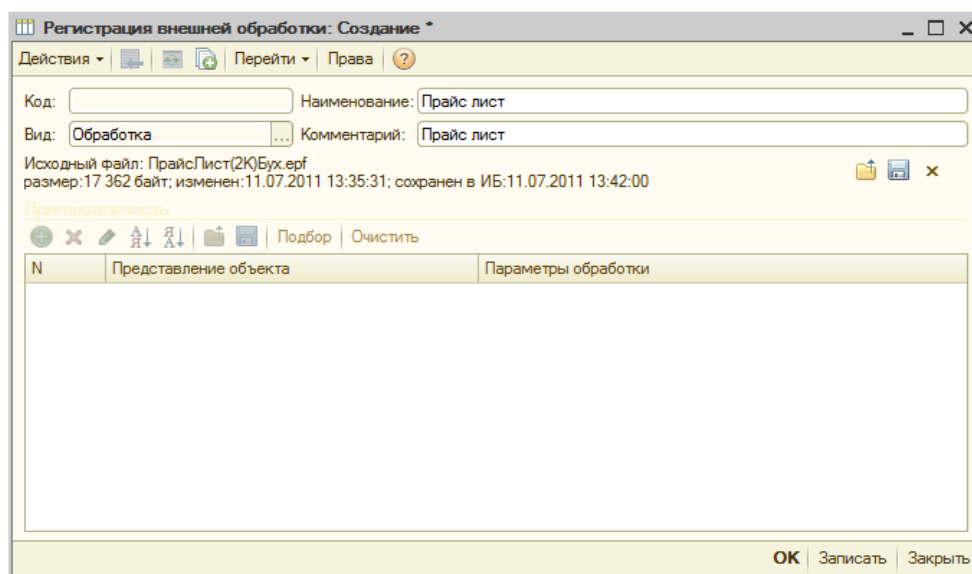 Регистрация внешней обработки: Создание *
Действия Перейти Права ?
Код: Наименование: Прайс лист
Вид: Обработка ... Комментарий: Прайс лист
Исходный файл: ПрайсЛист(2К)Бух.epf
размер:17 362 байт; изменен:11.07.2011 13:35:31; сохранен в ИБ:11.07.2011 13:42:00
Принадлежность
Подбор Очистить
N Представление объекта Параметры обработки
OK Записать Закрыть